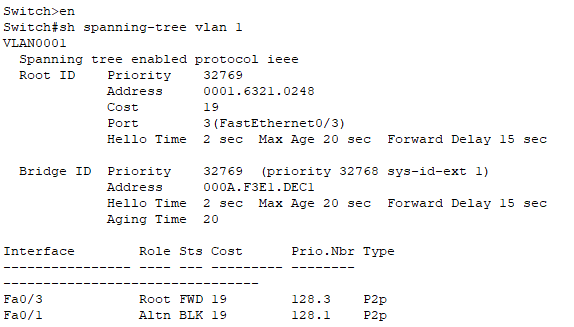 Switch>en
Switch#sh spanning-tree vlan 1
VLAN0001
  Spanning tree enabled protocol ieee
  Root ID    Priority    32769
             Address     0001.6321.0248
             Cost        19
             Port        3(FastEthernet0/3)
             Hello Time  2 sec  Max Age 20 sec  Forward Delay 15 sec

  Bridge ID  Priority    32769  (priority 32768 sys-id-ext 1)
             Address     000A.F3E1.DEC1
             Hello Time  2 sec  Max Age 20 sec  Forward Delay 15 sec
             Aging Time  20

Interface        Role Sts Cost      Prio.Nbr Type
---------------- ---- --- --------- --------
--------------------------------
Fa0/3            Root FWD 19        128.3    P2p
Fa0/1            Altn BLK 19        128.1    P2p